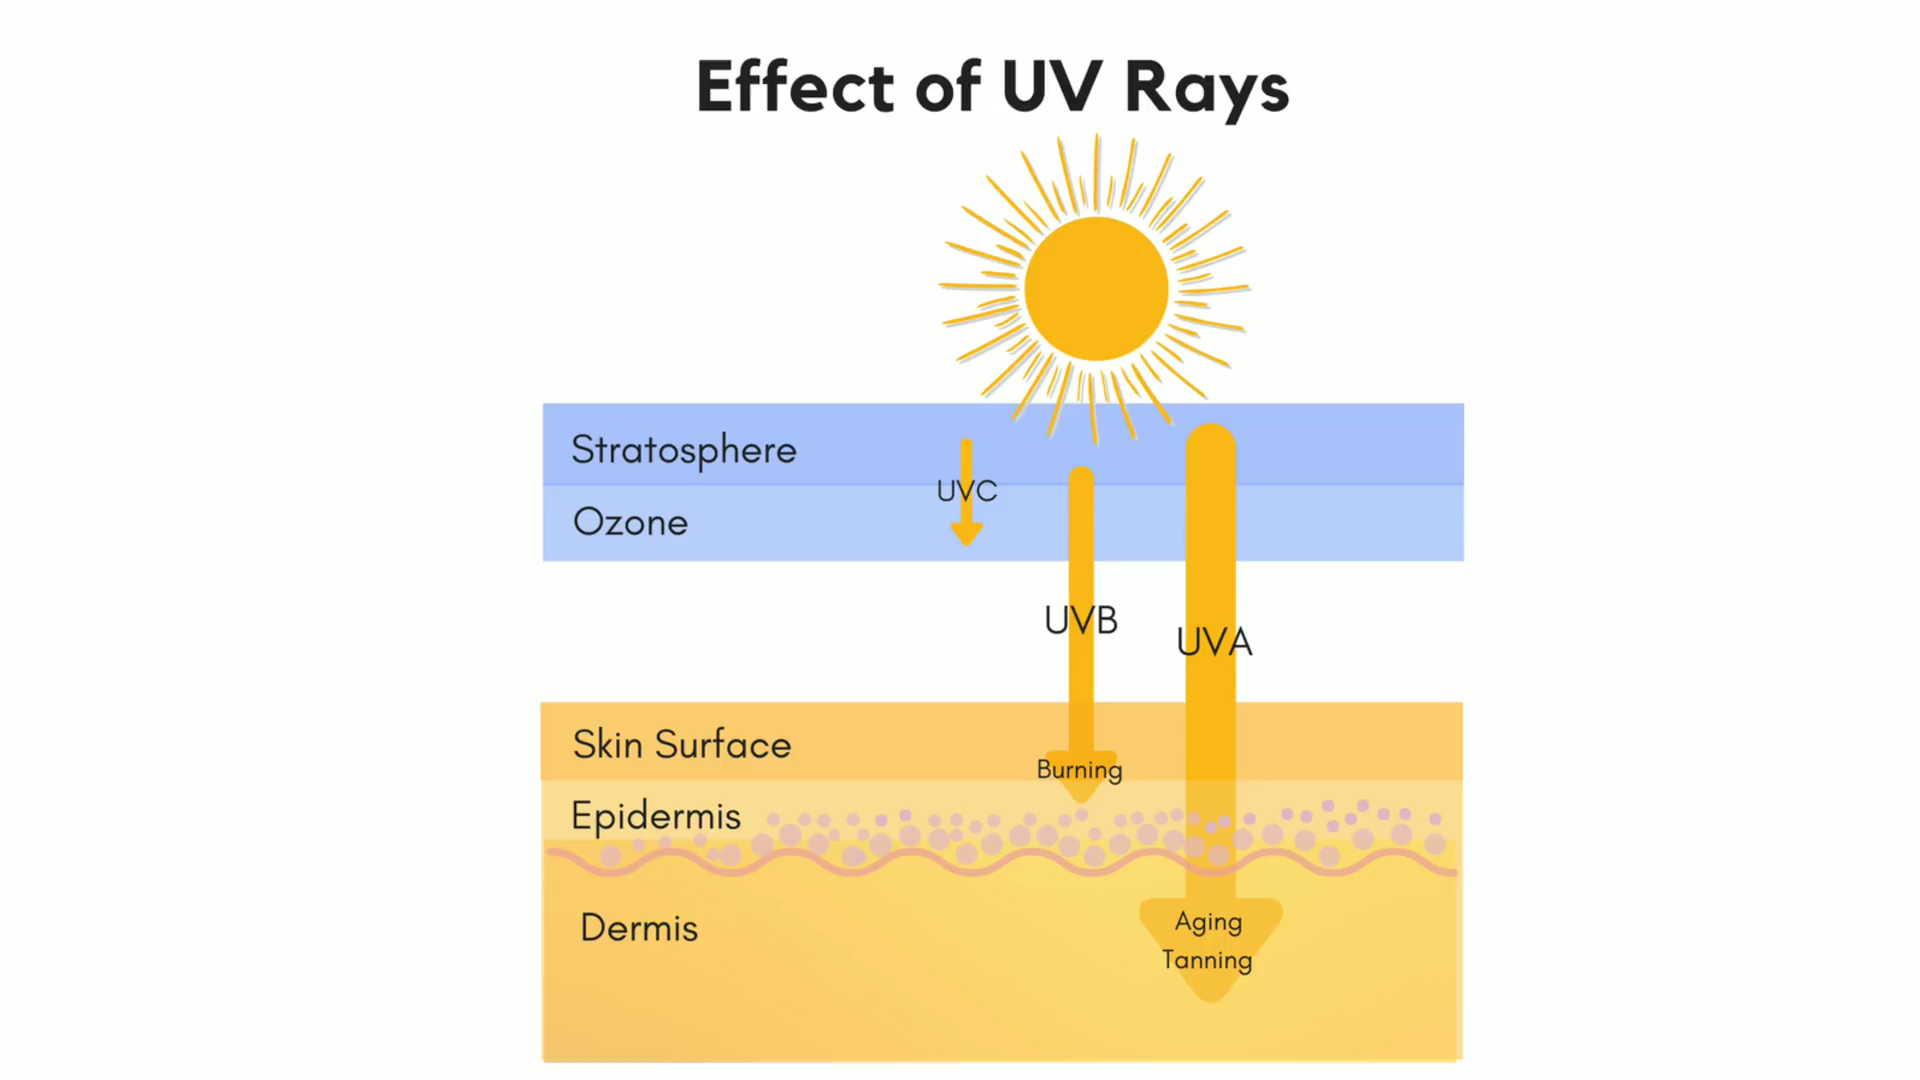 Effect of UV Rays
Stratosphere
UVC
Ozone
UVB
UVA
Skin Surface
Burning
Epidermis
Dermis
Aging
Tanning